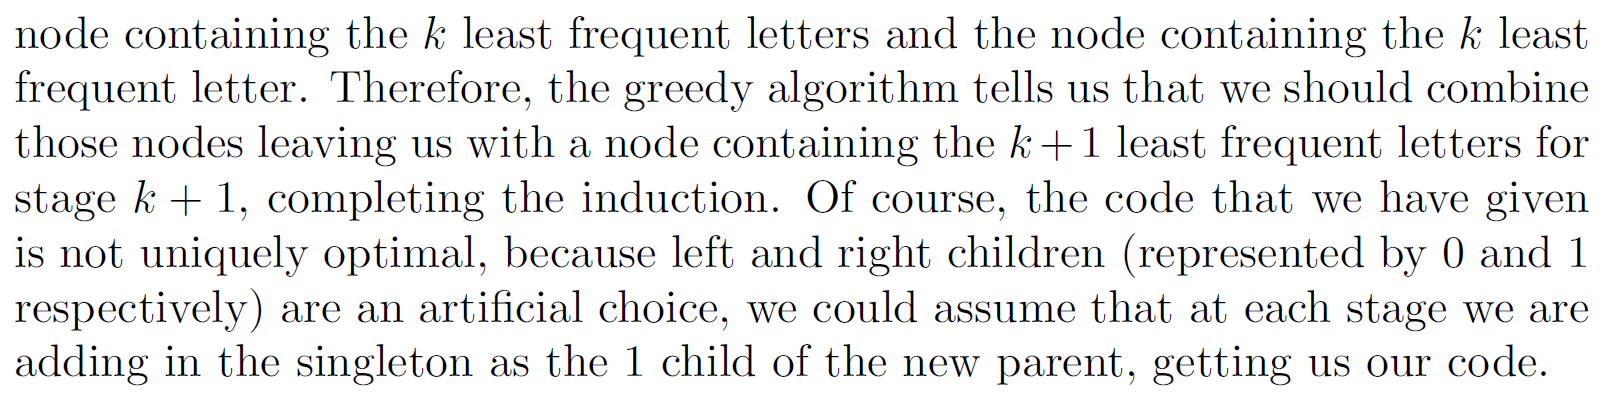 node containing the k least frequent letters and the node containing the k least
frequent letter. Therefore, the greedy algorithm tells us that we should combine
those nodes leaving us with a node containing the k + 1 least frequent letters for
stage k + 1, completing the induction. Of course, the code that we have given
is not uniquely optimal, because left and right children (represented by 0 and 1
respectively) are an artificial choice, we could assume that at each stage we are
adding in the singleton as the 1 child of the new parent, getting us our code.